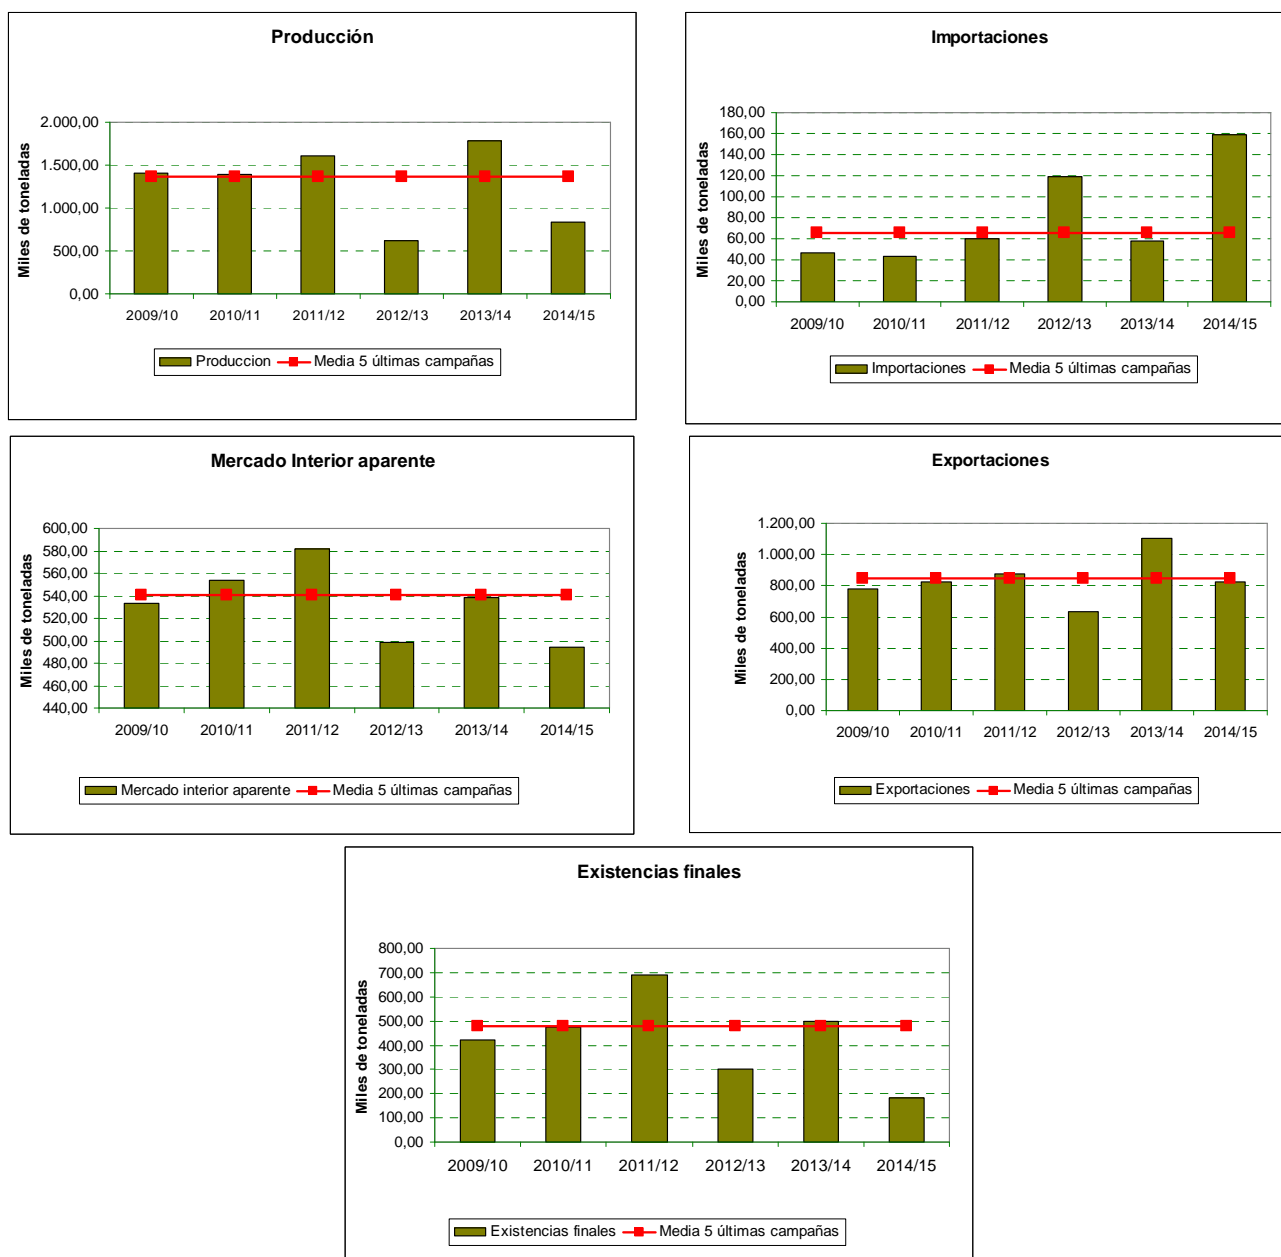 Producción
Miles de toneladas
2.000,00
1.500,00
1.000,00
500,00
0,00
2009/10 2010/11 2011/12 2012/13 2013/14 2014/15
Produccion Media 5 últimas campañas
Importaciones
Miles de toneladas
180,00
160,00
140,00
120,00
100,00
80,00
60,00
40,00
20,00
0,00
2009/10 2010/11 2011/12 2012/13 2013/14 2014/15
Importaciones Media 5 últimas campañas
Mercado Interior aparente
Miles de toneladas
600,00
580,00
560,00
540,00
520,00
500,00
480,00
460,00
440,00
2009/10 2010/11 2011/12 2012/13 2013/14 2014/15
Mercado interior aparente Media 5 últimas campañas
Exportaciones
Miles de toneladas
1.200,00
1.000,00
800,00
600,00
400,00
200,00
0,00
2009/10 2010/11 2011/12 2012/13 2013/14 2014/15
Exportaciones Media 5 últimas campañas
Existencias finales
Miles de toneladas
800,00
700,00
600,00
500,00
400,00
300,00
200,00
100,00
0,00
2009/10 2010/11 2011/12 2012/13 2013/14 2014/15
Existencias finales Media 5 últimas campañas